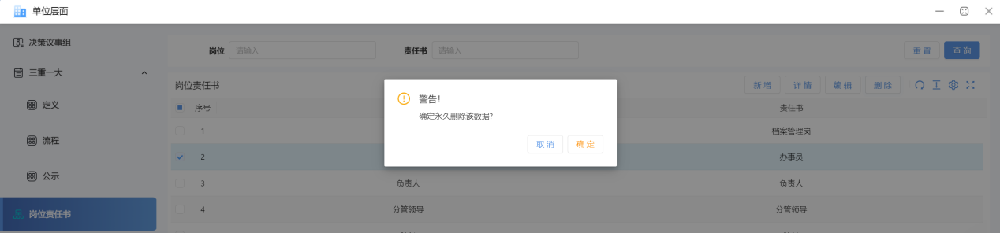 单位层面
决策议事组
三重一大
定义
流程
公示
岗位责任书
岗位 请输入 责任书 请输入 重置 查询
岗位责任书 新增 详情 编辑 删除
序号 责任书
1 档案管理岗
2 办事员
3 负责人 负责人
4 分管领导 分管领导
警告!
确定永久删除该数据?
取消 确定